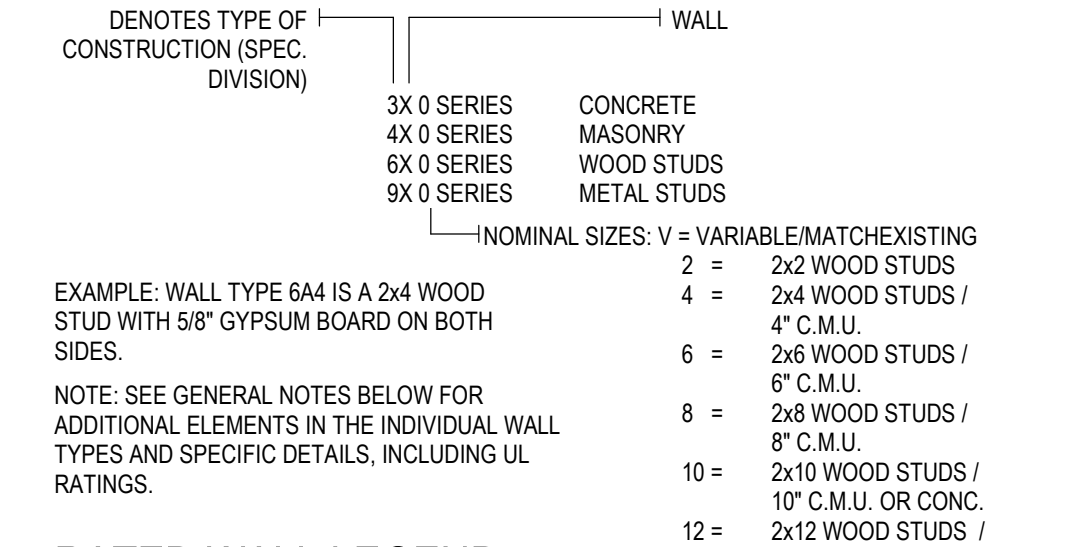 DENOTES TYPE OF
CONSTRUCTION (SPEC.
DIVISION)
WALL
3X 0 SERIES CONCRETE
4X 0 SERIES MASONRY
6X 0 SERIES WOOD STUDS
9X 0 SERIES METAL STUDS
NOMINAL SIZES: V = VARIABLE/MATCHEXISTING
2 = 2x2 WOOD STUDS
4 = 2x4 WOOD STUDS /
4" C.M.U.
6 = 2x6 WOOD STUDS /
6" C.M.U.
8 = 2x8 WOOD STUDS /
8" C.M.U.
10 = 2x10 WOOD STUDS /
10" C.M.U. OR CONC.
12 = 2x12 WOOD STUDS /
EXAMPLE: WALL TYPE 6A4 IS A 2x4 WOOD
STUD WITH 5/8" GYPSUM BOARD ON BOTH
SIDES.
NOTE: SEE GENERAL NOTES BELOW FOR
ADDITIONAL ELEMENTS IN THE INDIVIDUAL WALL
TYPES AND SPECIFIC DETAILS, INCLUDING UL
RATINGS.